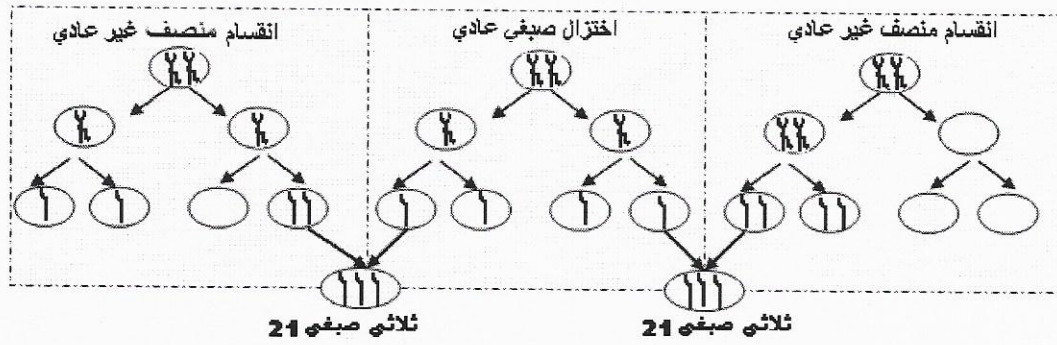 انقسام منصف غير عادي
اختزال صبغي عادي
انقسام منصف غير عادي
ثلاثي صبغي 21
ثلاثي صبغي 21